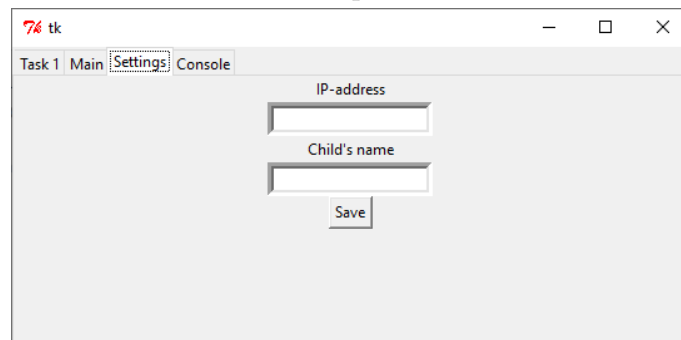 tk
Task 1 Main Settings Console
IP-address
Child's name
Save